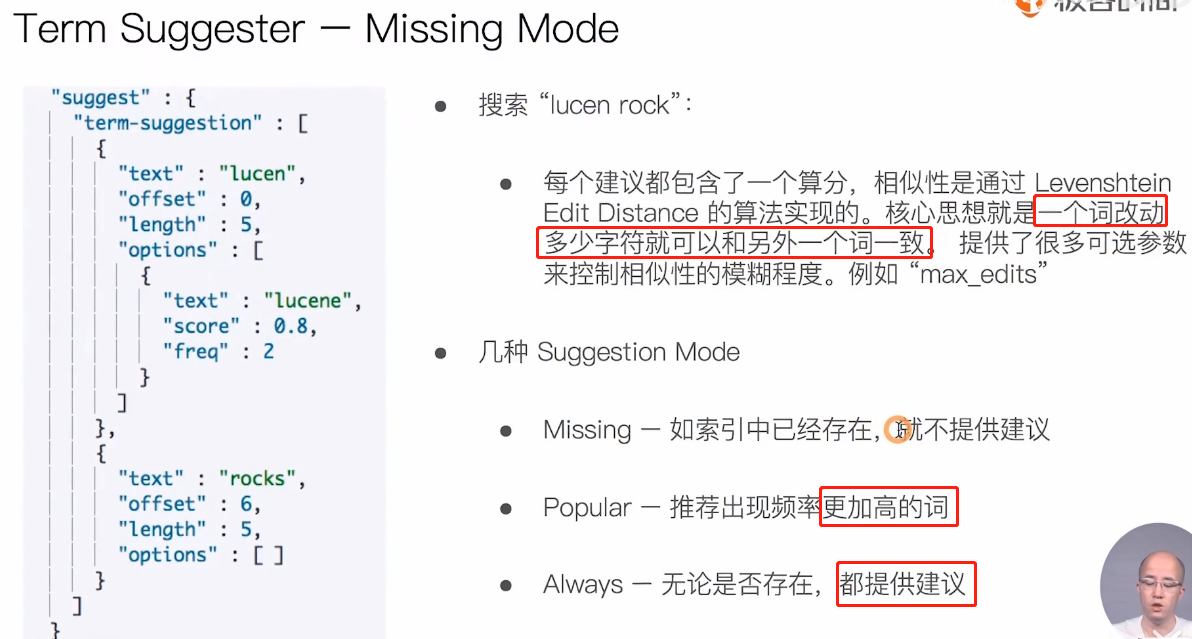 Term Suggester — Missing Mode
"suggest" : {
"term-suggestion" : [
{
"text" : "lucen",
"offset" : 0,
"length" : 5,
"options" : [
{
"text" : "lucene",
"score" : 0.8,
"freq" : 2
}
]
},
{
"text" : "rocks",
"offset" : 6,
"length" : 5,
"options" : [ ]
}
]
}
• 搜索 “lucen rock”：
• 每个建议都包含了一个算分，相似性是通过 Levenshtein
Edit Distance 的算法实现的。核心思想就是一个词改动
多少字符就可以和另外一个词一致。 提供了很多可选参数
来控制相似性的模糊程度。例如 “max_edits”
• 几种 Suggestion Mode
• Missing — 如索引中已经存在，就不提供建议
• Popular — 推荐出现频率更加高的词
• Always — 无论是否存在，都提供建议